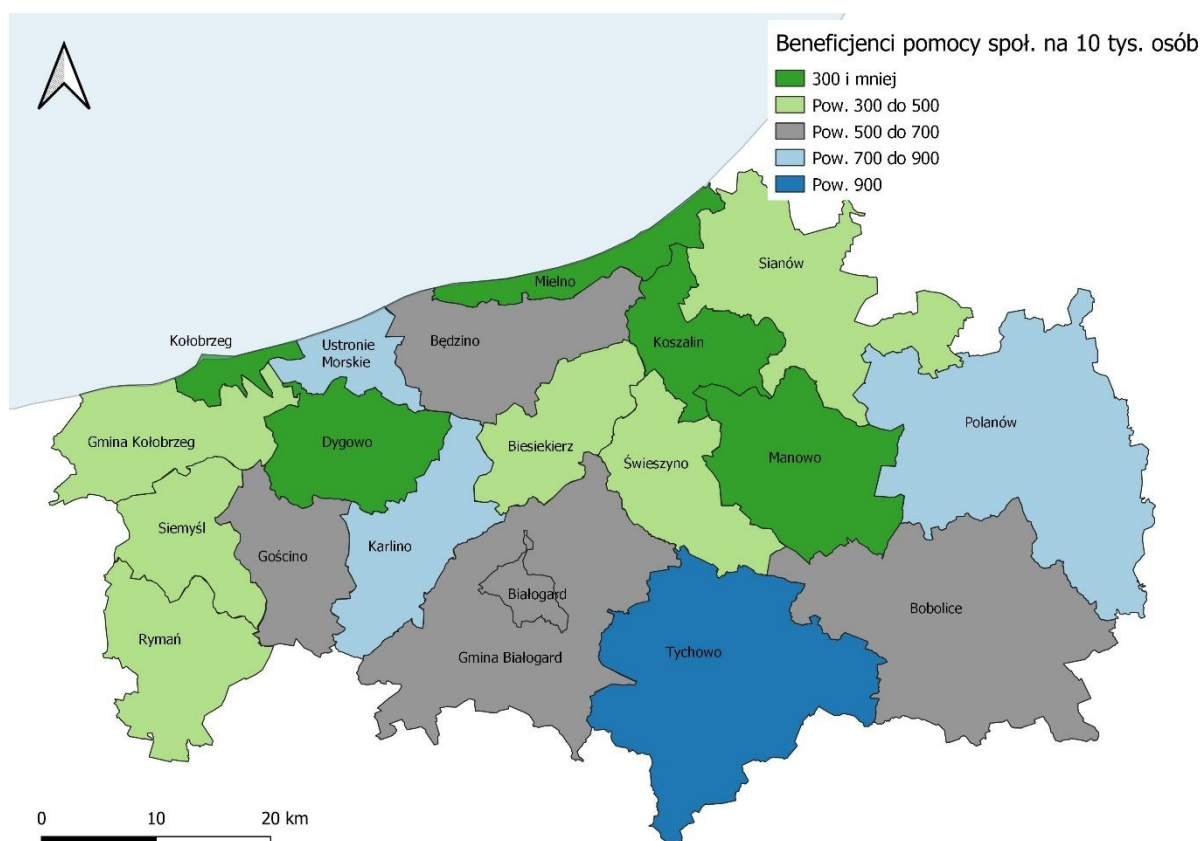 Beneficjenci pomocy społ. na 10 tys. osób
300 i mniej
Pow. 300 do 500
Pow. 500 do 700
Pow. 700 do 900
Pow. 900
Sianów
Mielno
Kołobrzeg
Ustronie
Morskie
Będzino
Koszalin
Polanów
Gmina Kołobrzeg
Dygowo
Biesiekierz
Świeszyno
Manowo
Siemyśl
Gościno
Karlino
Białogard
Bobolice
Rymań
Gmina Białogard
Tychowo
0 10 20 km